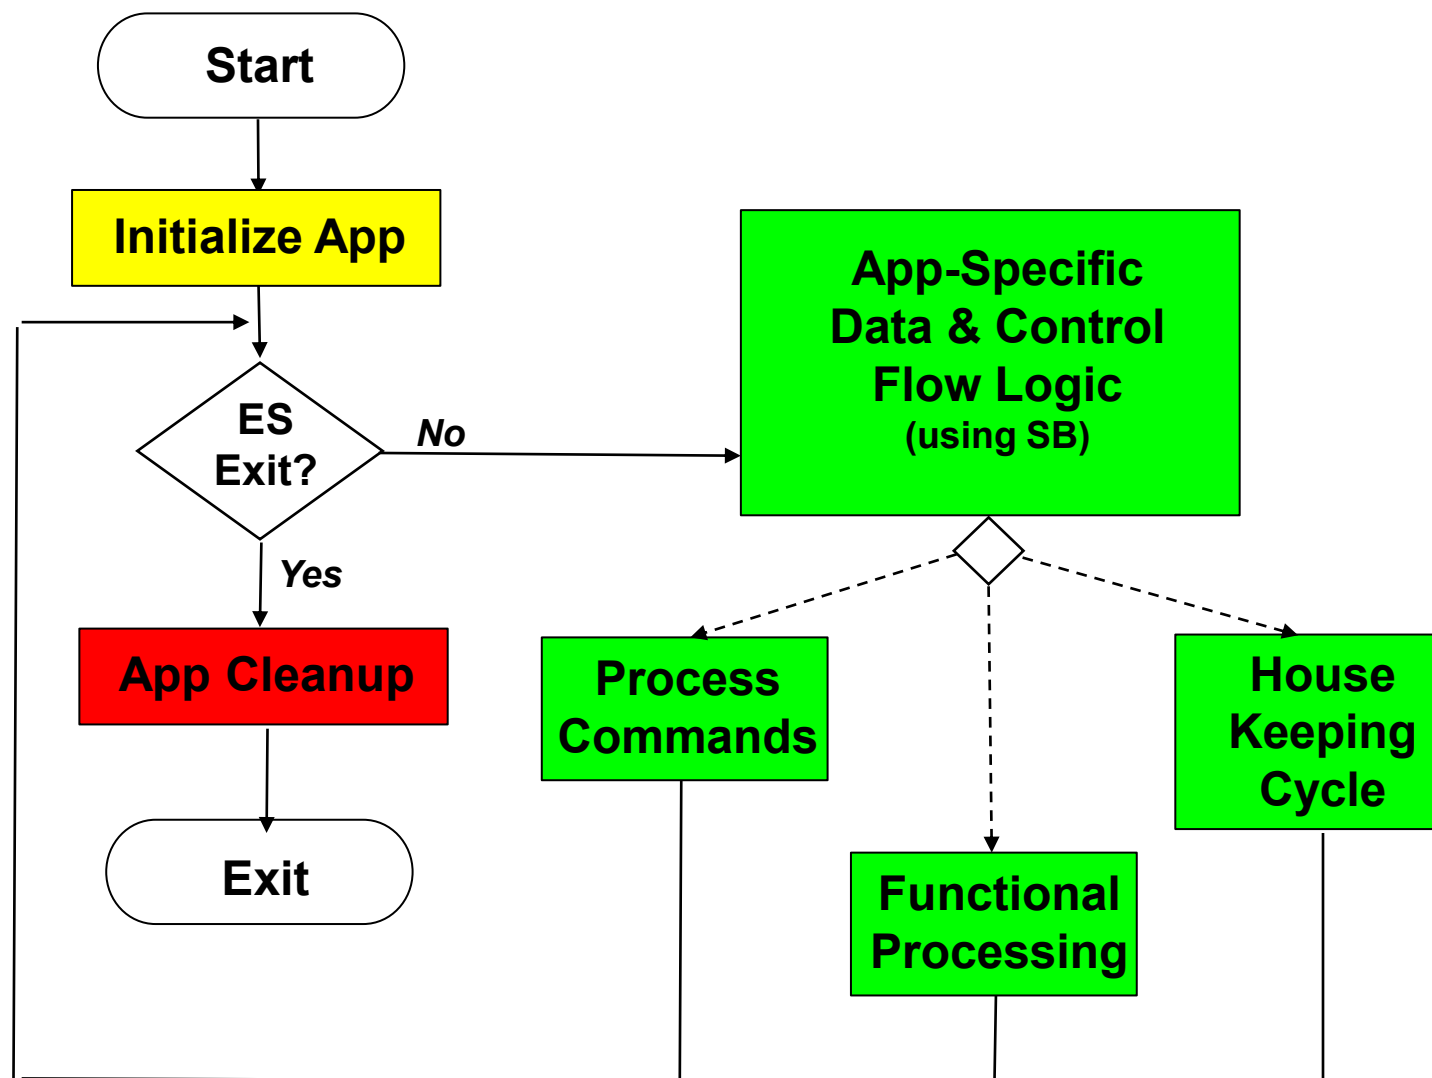 Start
Initialize App
ES
Exit?
No
Yes
App Cleanup
Exit
App-Specific
Data & Control
Flow Logic
(using SB)
Process
Commands
Functional
Processing
House
Keeping
Cycle